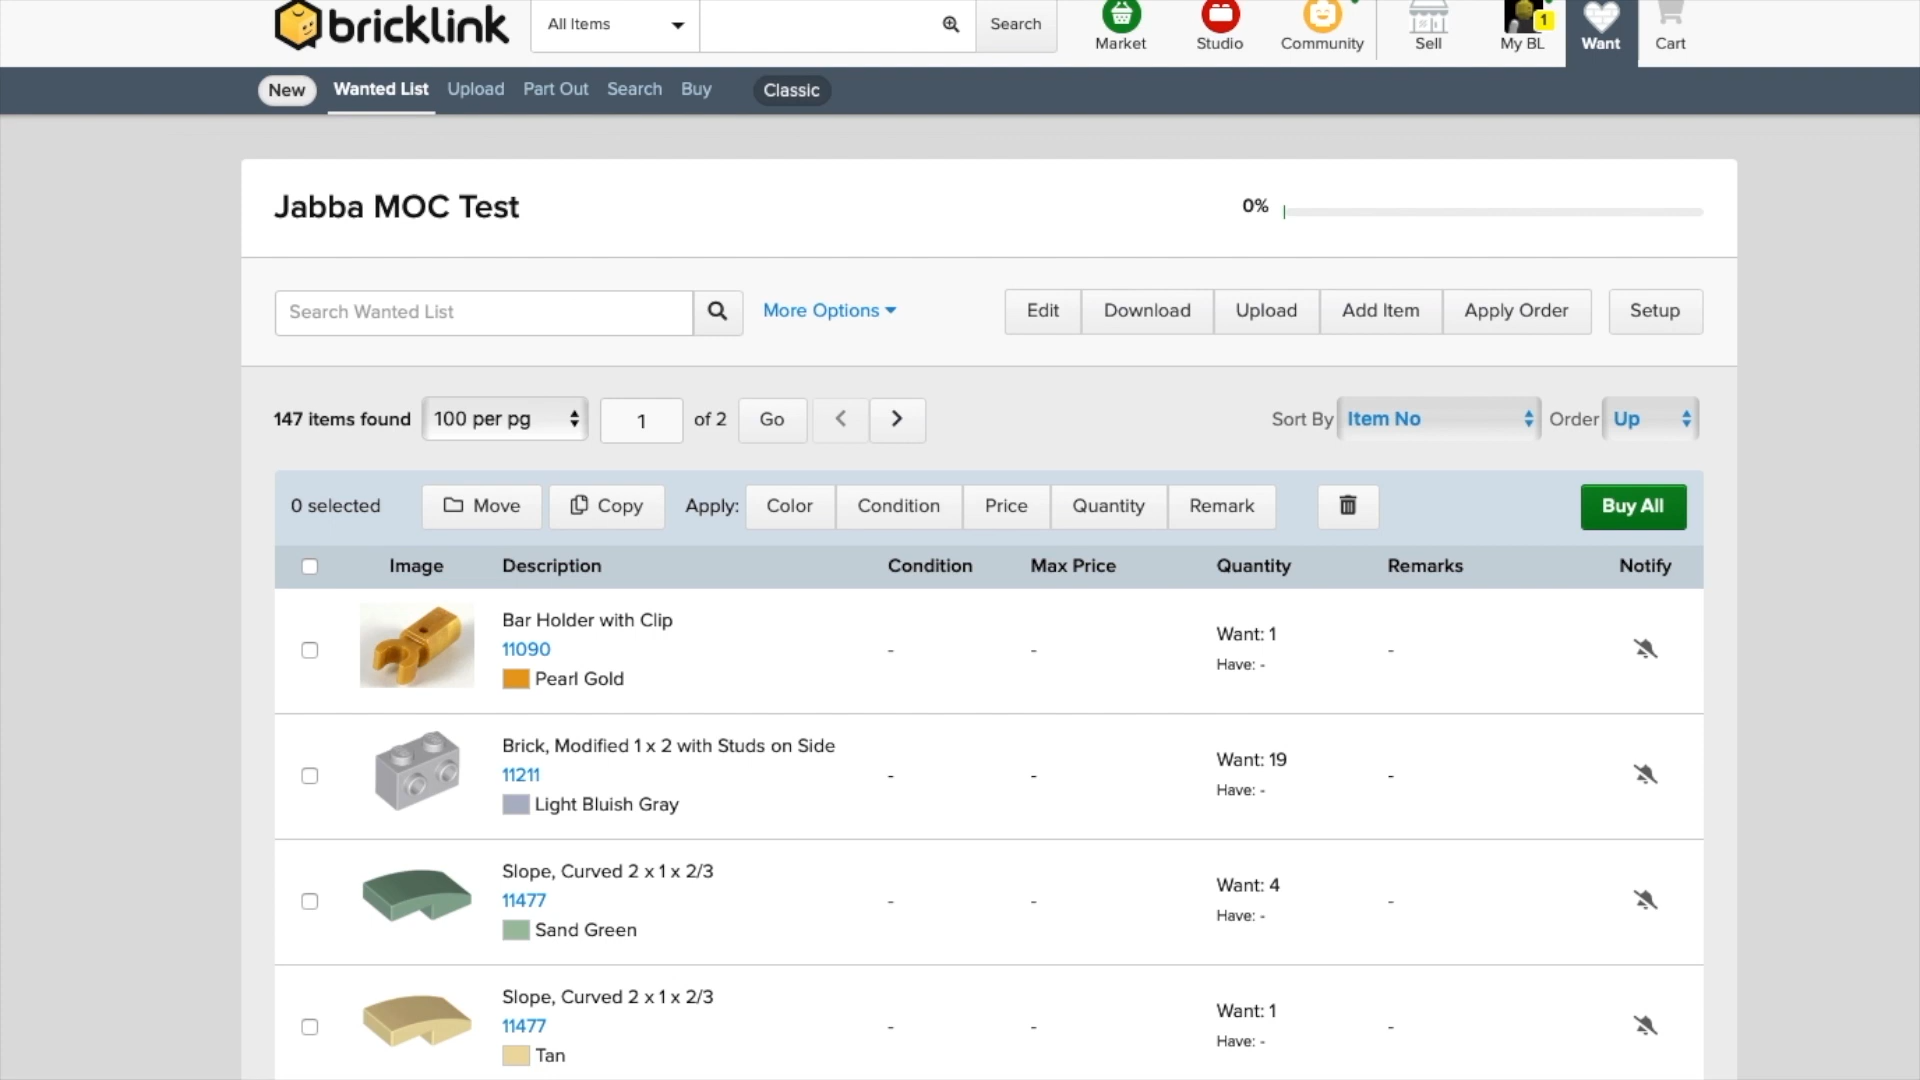 bricklink
All Items
Search
Market
Studio
Community
Sell
1
My BL
Want
Cart
New
Wanted List
Upload
Part Out
Search
Buy
Classic
Jabba MOC Test
0%
Search Wanted List
More Options
Edit
Download
Upload
Add Item
Apply Order
Setup
147 items found
100 per pg
1
of 2
Go
Sort By
Item No
Order
Up
0 selected
Move
Copy
Apply:
Color
Condition
Price
Quantity
Remark
Buy All
Image
Description
Condition
Max Price
Quantity
Remarks
Notify
Bar Holder with Clip
11090
Pearl Gold
-
-
Want: 1
Have: -
-
Brick, Modified 1 x 2 with Studs on Side
11211
Light Bluish Gray
-
-
Want: 19
Have: -
-
Slope, Curved 2 x 1 x 2/3
11477
Sand Green
-
-
Want: 4
Have: -
-
Slope, Curved 2 x 1 x 2/3
11477
Tan
-
-
Want: 1
Have: -
-